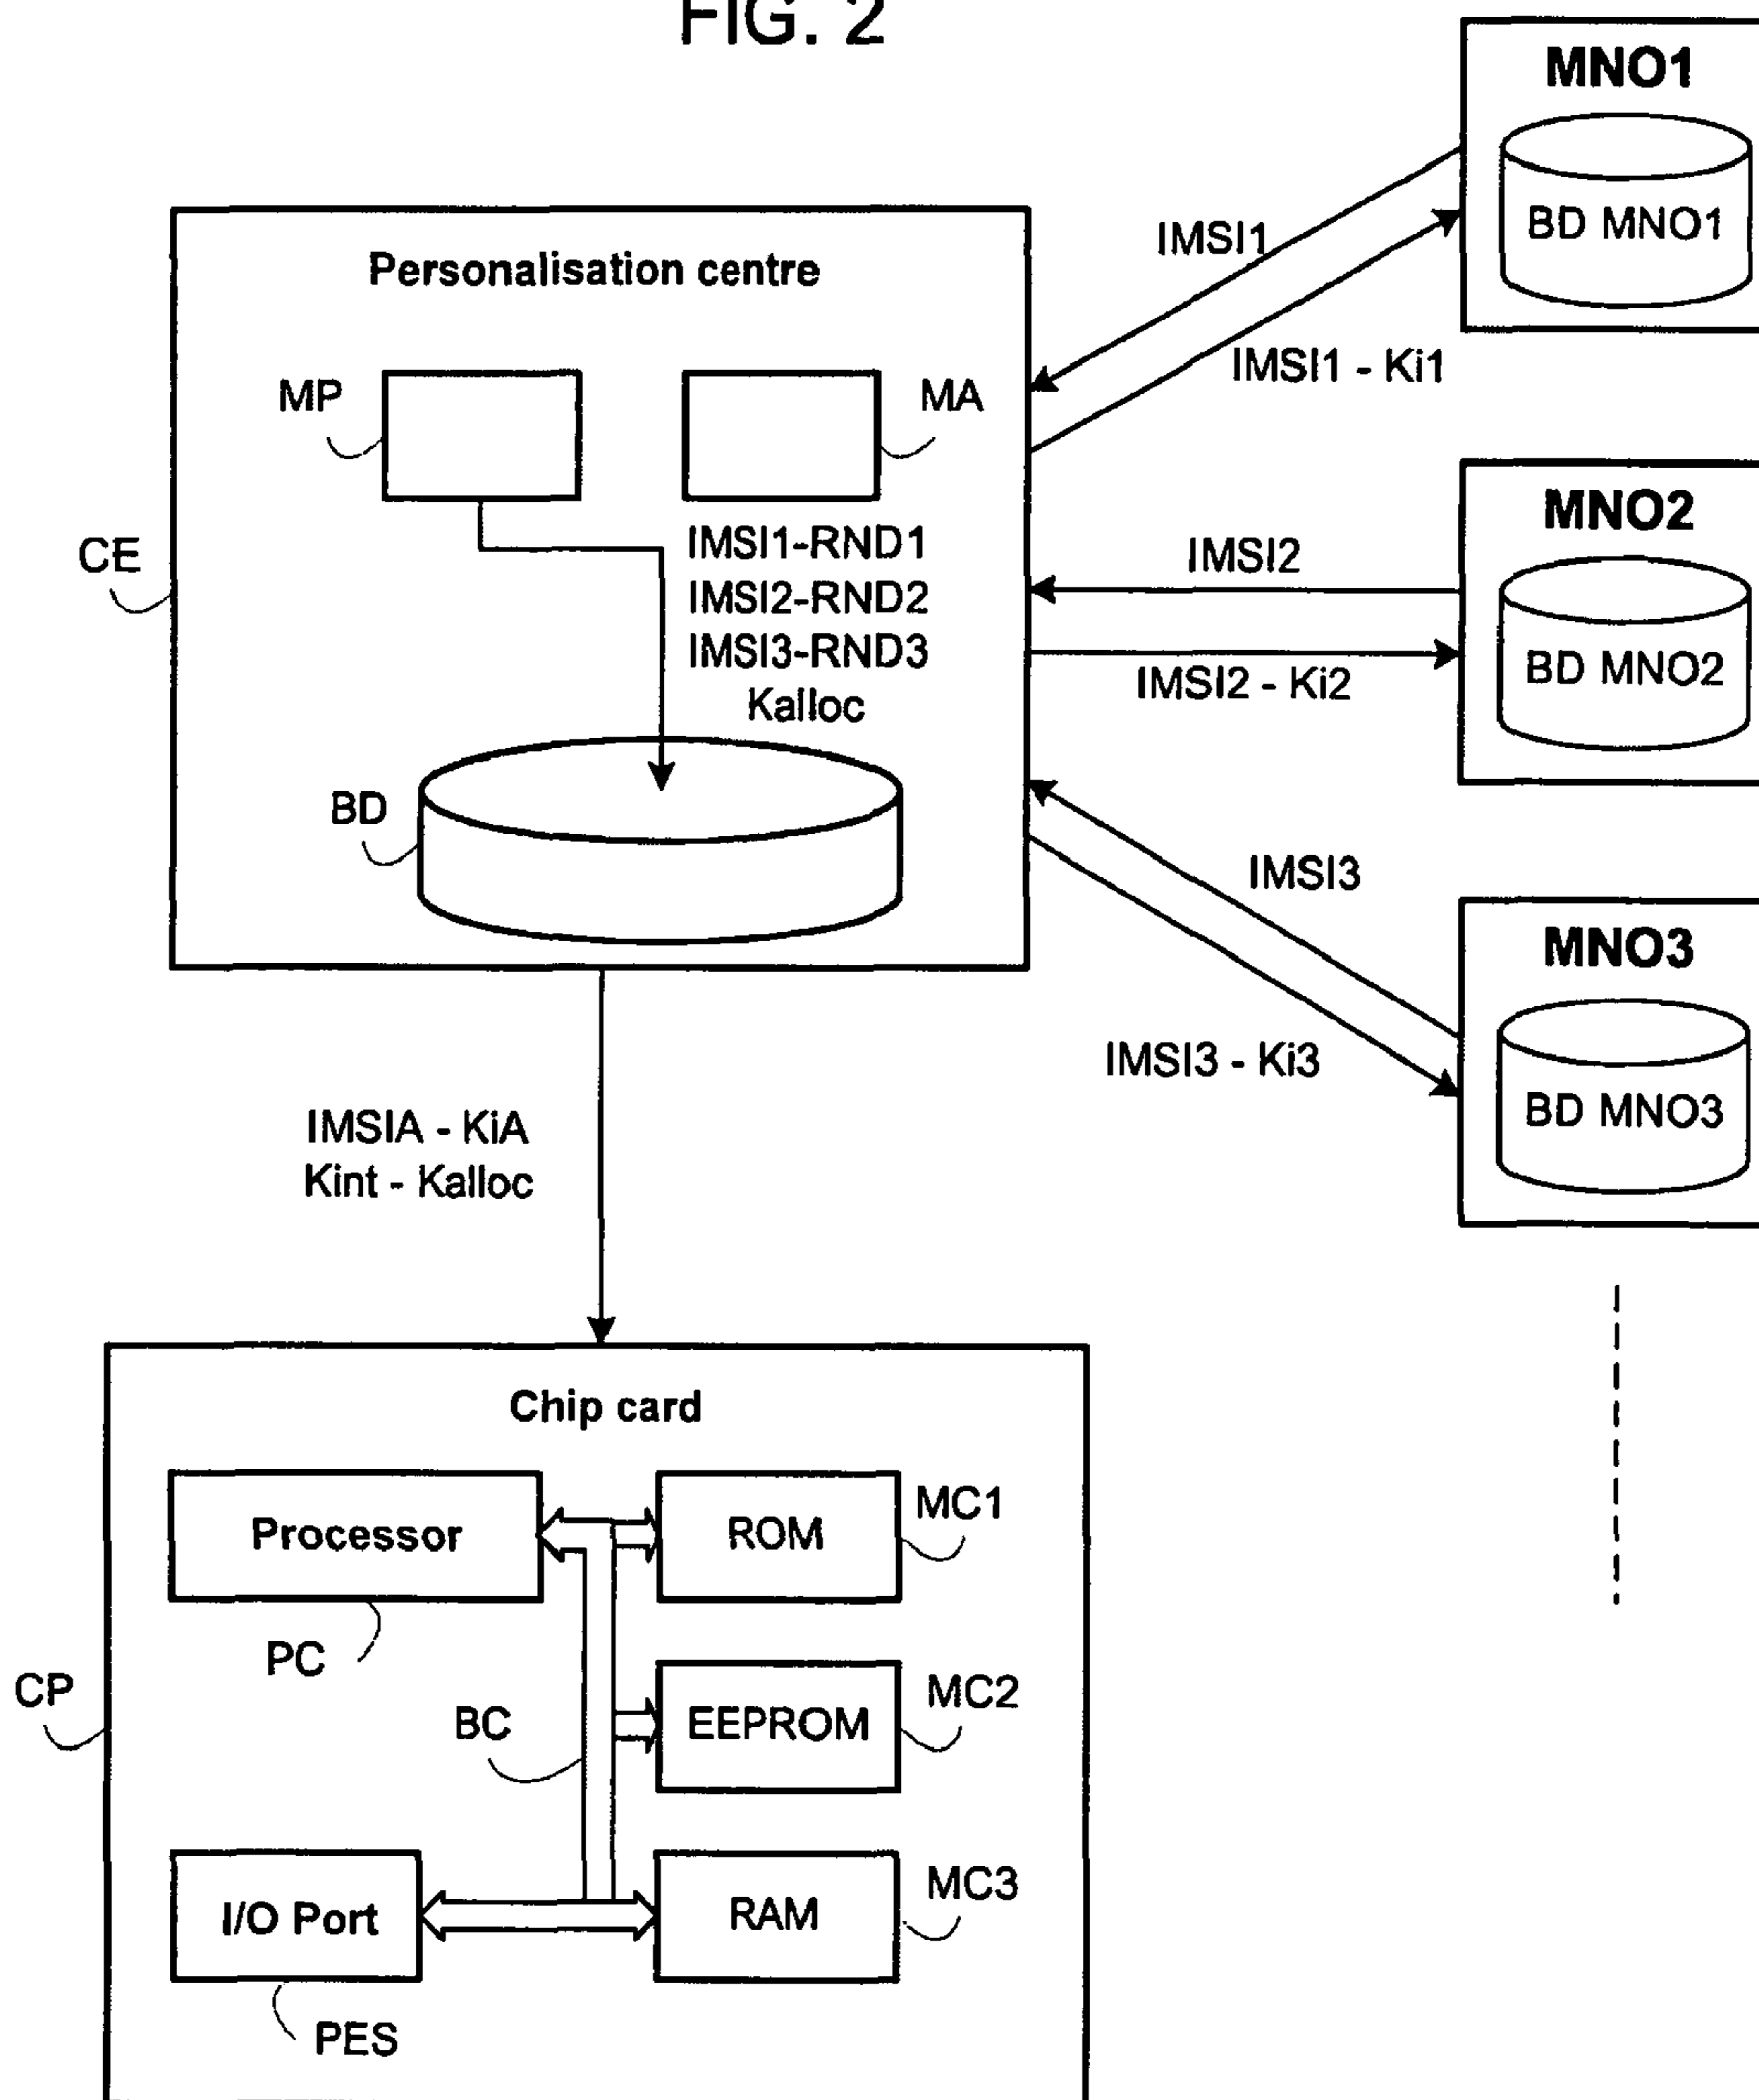 FIG. 2
MNO1
BD MNO1
IMSI1
IMSI1 - Ki1
Personalisation centre
MP
MA
CE
IMSI1-RND1
IMSI2-RND2
IMSI3-RND3
Kalloc
BD
MNO2
BD MNO2
IMSI2
IMSI2 - Ki2
IMSI3
IMSI3 - Ki3
MNO3
BD MNO3
IMSIA - KiA
Kint - Kalloc
Chip card
Processor
ROM
MC1
PC
CP
BC
EEPROM
MC2
I/O Port
RAM
MC3
PES